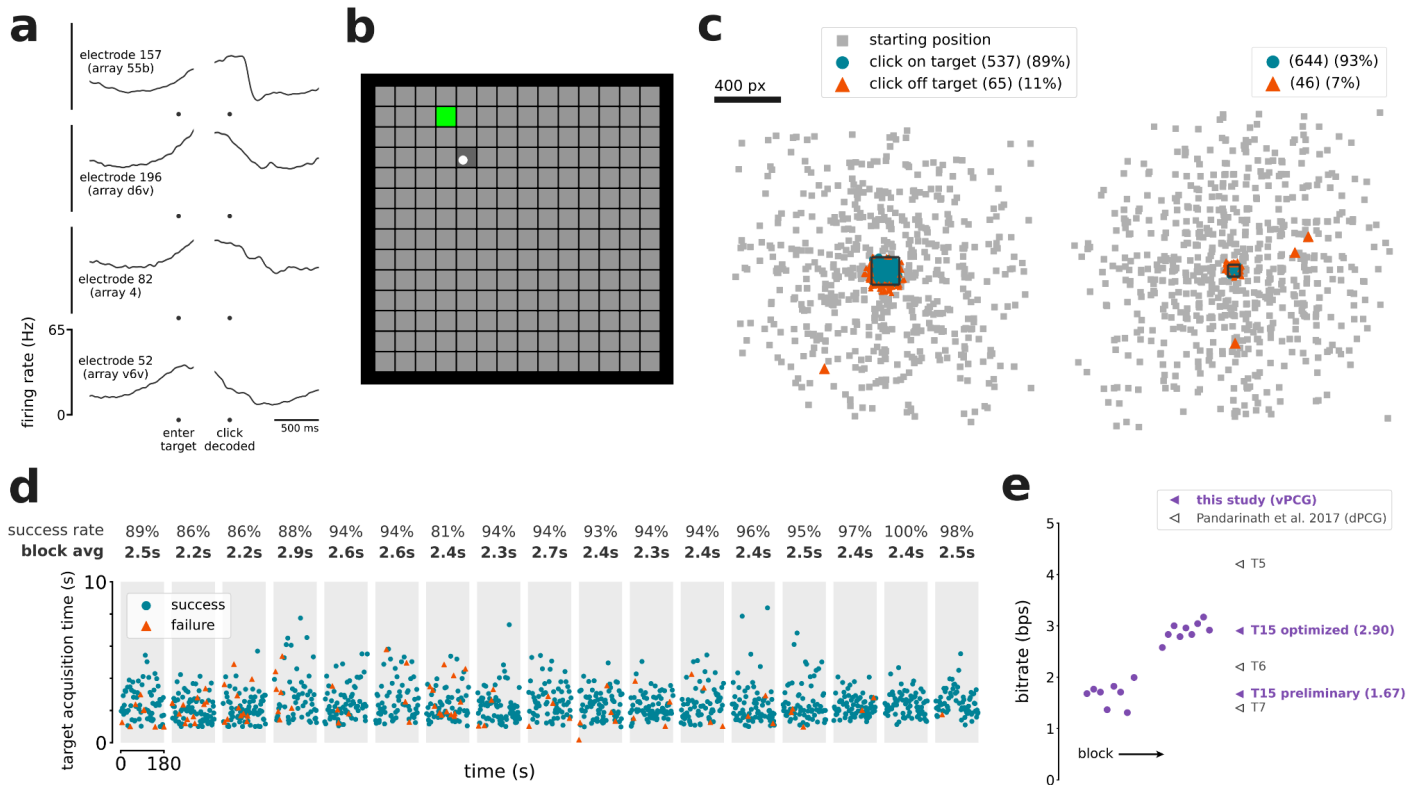 a
electrode 157
(array 55b)
electrode 196
(array d6v)
electrode 82
(array 4)
firing rate (Hz)
65
0
electrode 52
(array v6v)
enter
target
click
decoded
500 ms
b
c
400 px
starting position
click on target (537) (89%)
click off target (65) (11%)
(644) (93%)
(46) (7%)
d
success rate 89% 86% 86% 88% 94% 94% 81% 94% 94% 93% 94% 94% 96% 95% 97% 100% 98%
block avg 2.5s 2.2s 2.2s 2.9s 2.6s 2.6s 2.4s 2.3s 2.7s 2.4s 2.3s 2.4s 2.4s 2.5s 2.4s 2.4s 2.5s
target acquisition time (s)
10
0
success
failure
0 180
time (s)
e
this study (vPCG)
Pandarinath et al. 2017 (dPCG)
bitrate (bps)
5
4
3
2
1
0
T5
T15 optimized (2.90)
T6
T15 preliminary (1.67)
T7
block